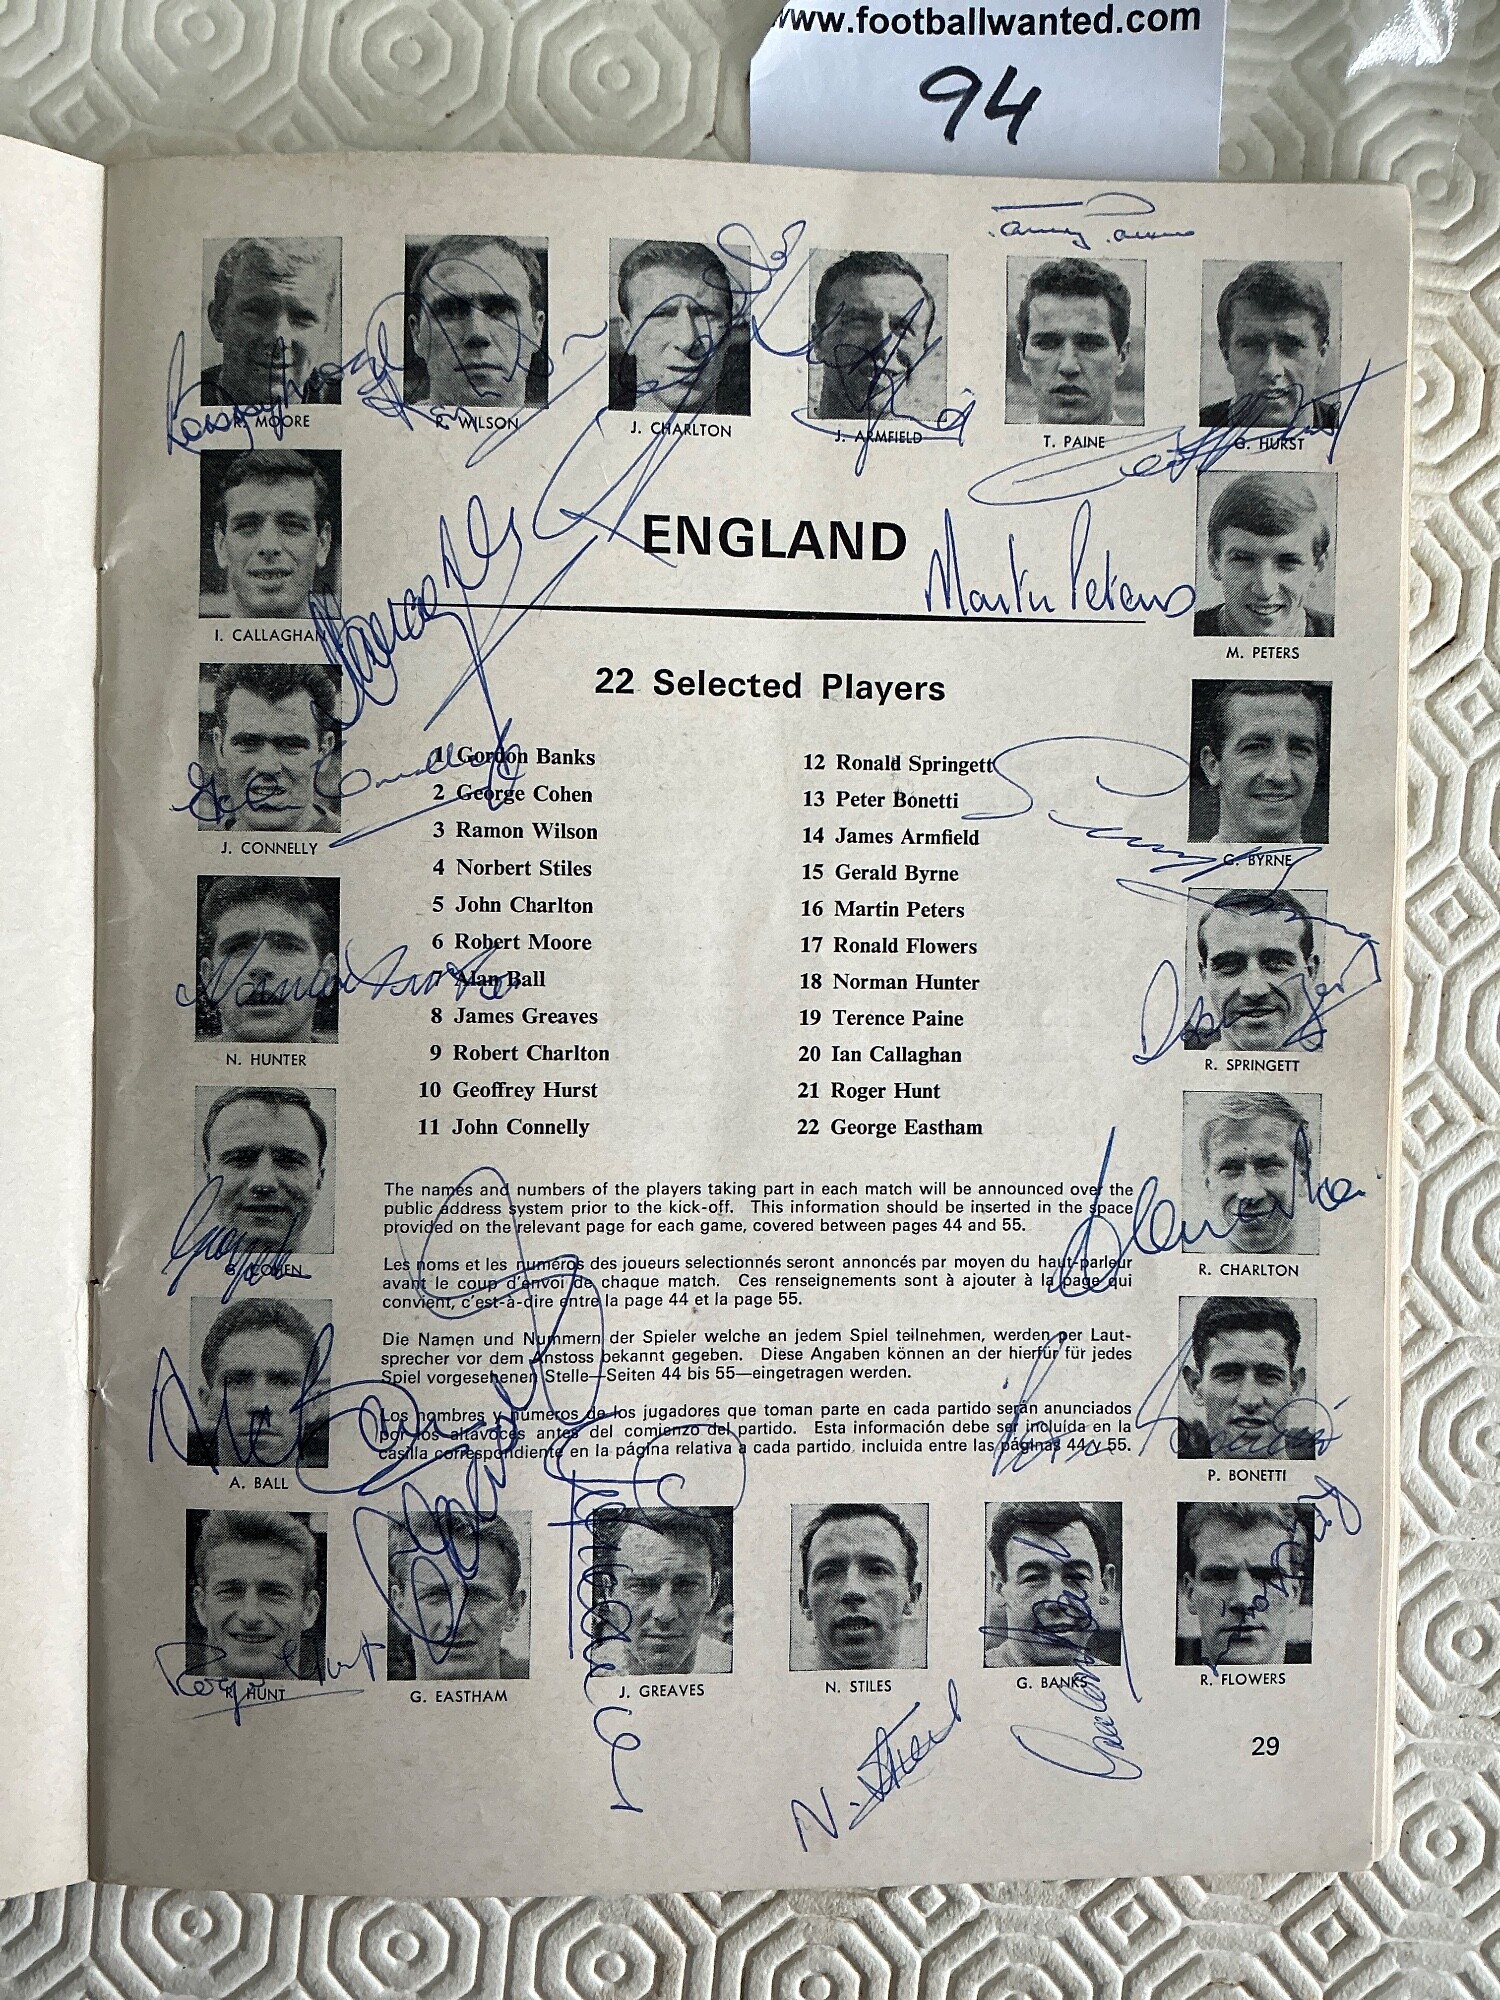 www.footballwanted.com
94
R. MOORE
R. WILSON
J. CHARLTON
J. ARMFIELD
T. PAINE
G. HURST
I. CALLAGHAN
ENGLAND
Martin Peters
M. PETERS
22 Selected Players
J. CONNELLY
G. BYRNE
1 Gordon Banks
2 George Cohen
3 Ramon Wilson
4 Norbert Stiles
5 John Charlton
6 Robert Moore
7 Alan Ball
8 James Greaves
9 Robert Charlton
10 Geoffrey Hurst
11 John Connelly
12 Ronald Springett
13 Peter Bonetti
14 James Armfield
15 Gerald Byrne
16 Martin Peters
17 Ronald Flowers
18 Norman Hunter
19 Terence Paine
20 Ian Callaghan
21 Roger Hunt
22 George Eastham
N. HUNTER
R. SPRINGETT
G. COHEN
R. CHARLTON
The names and numbers of the players taking part in each match will be announced over the
public address system prior to the kick-off. This information should be inserted in the space
provided on the relevant page for each game, covered between pages 44 and 55.
Les noms et les numéros des joueurs selectionnés seront annoncés par moyen du haut-parleur
avant le coup d'envoi de chaque match. Ces renseignements sont à ajouter à la page qui
convient, c'est-à-dire entre la page 44 et la page 55.
Die Namen und Nummern der Spieler welche an jedem Spiel teilnehmen, werden per Laut-
sprecher vor dem Anstoss bekannt gegeben. Diese Angaben können an der hierfür für jedes
Spiel vorgesehenen Stelle—Seiten 44 bis 55—eingetragen werden.
Los nombres y números de los jugadores que toman parte en cada partido serán anunciados
por los altavoces antes del comienzo del partido. Esta información debe ser incluída en la
casilla correspondiente en la página relativa a cada partido, incluida entre las páginas 44 y 55.
A. BALL
P. BONETTI
Roger Hunt
R. HUNT
G. EASTHAM
J. GREAVES
N. STILES
G. BANKS
R. FLOWERS
N. Stiles
29